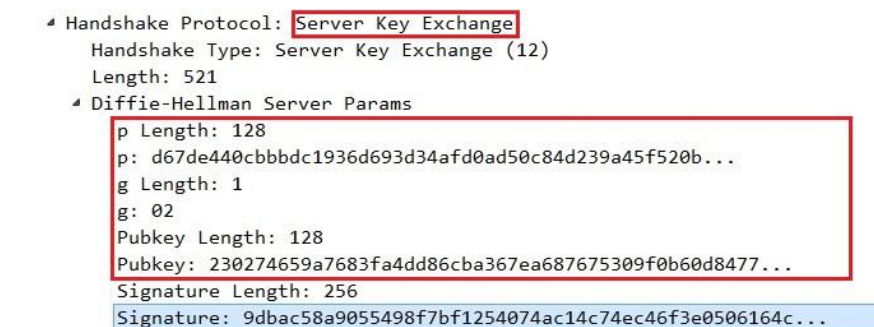 Handshake Protocol: Server Key Exchange
Handshake Type: Server Key Exchange (12)
Length: 521
Diffie-Hellman Server Params
p Length: 128
p: d67de440cbbbdc1936d693d34afd0ad50c84d239a45f520b...
g Length: 1
g: 02
Pubkey Length: 128
Pubkey: 230274659a7683fa4dd86cba367ea687675309f0b60d8477...
Signature Length: 256
Signature: 9dbac58a9055498f7bf1254074ac14c74ec46f3e0506164c...